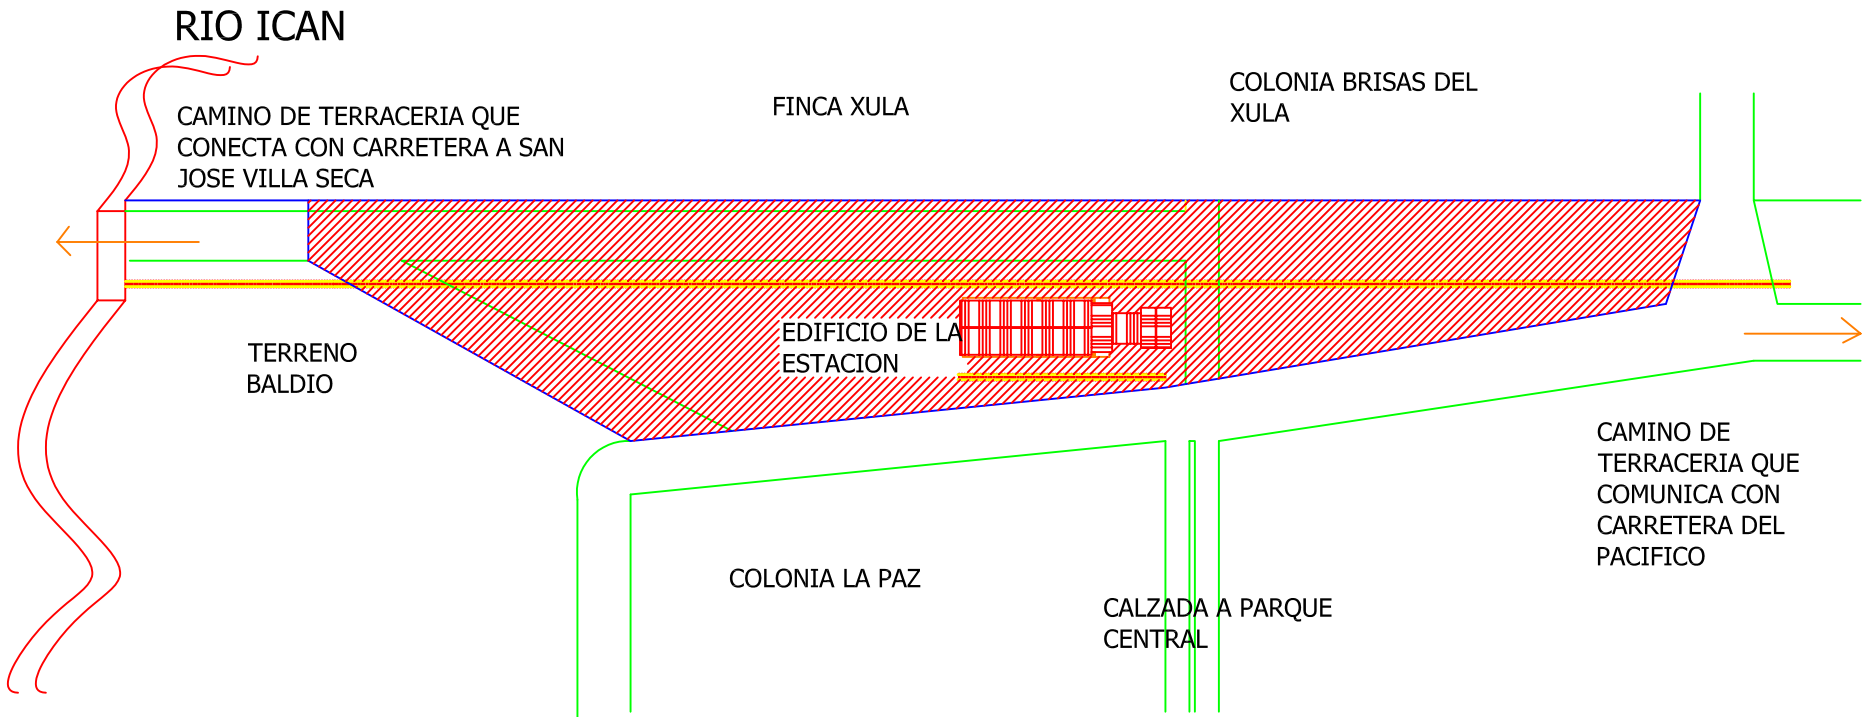 RIO ICAN
CAMINO DE TERRACERIA QUE
CONECTA CON CARRETERA A SAN
JOSE VILLA SECA
FINCA XULA
COLONIA BRISAS DEL
XULA
EDIFICIO DE LA
ESTACION
TERRENO
BALDIO
CAMINO DE
TERRACERIA QUE
COMUNICA CON
CARRETERA DEL
PACIFICO
COLONIA LA PAZ
CALZADA A PARQUE
CENTRAL